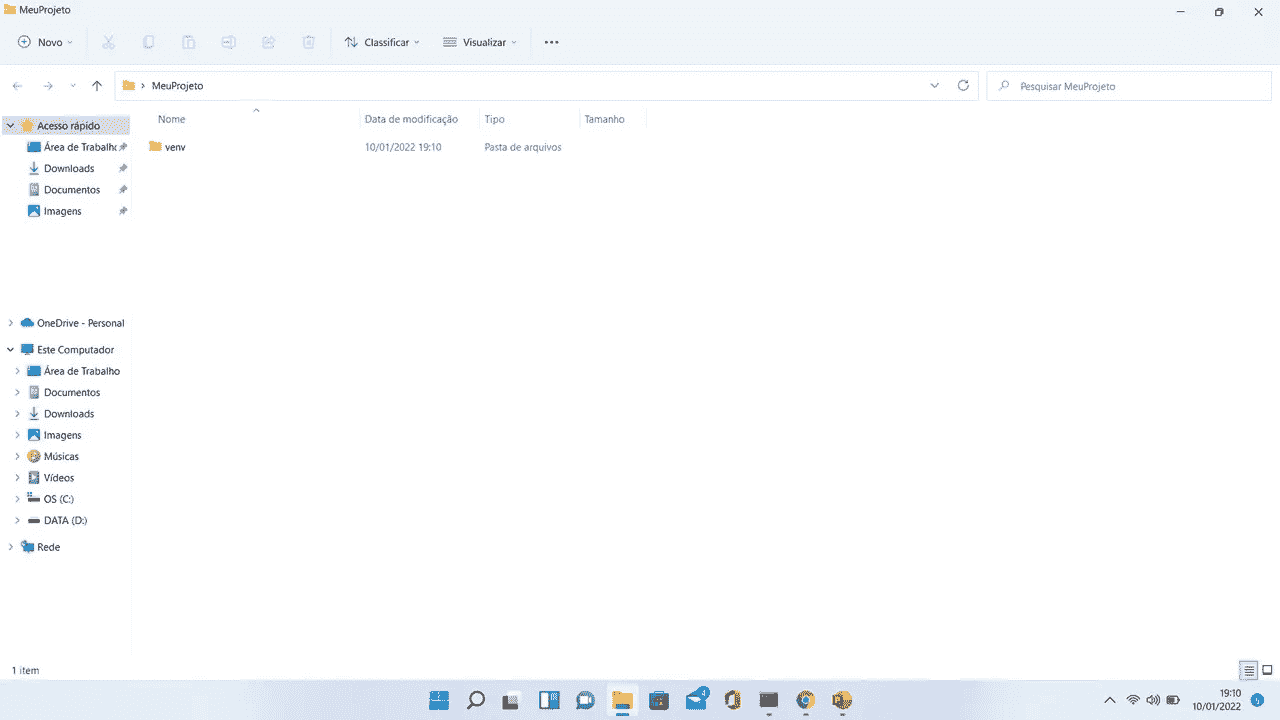 MeuProjeto
Novo
Classificar
Visualizar
MeuProjeto
Pesquisar MeuProjeto
Nome
Data de modificação
Tipo
Tamanho
venv
10/01/2022 19:10
Pasta de arquivos
Acesso rápido
Área de Trabalho
Downloads
Documentos
Imagens
OneDrive - Personal
Este Computador
Área de Trabalho
Documentos
Downloads
Imagens
Músicas
Vídeos
OS (C:)
DATA (D:)
Rede
1 item
4
19:10
10/01/2022